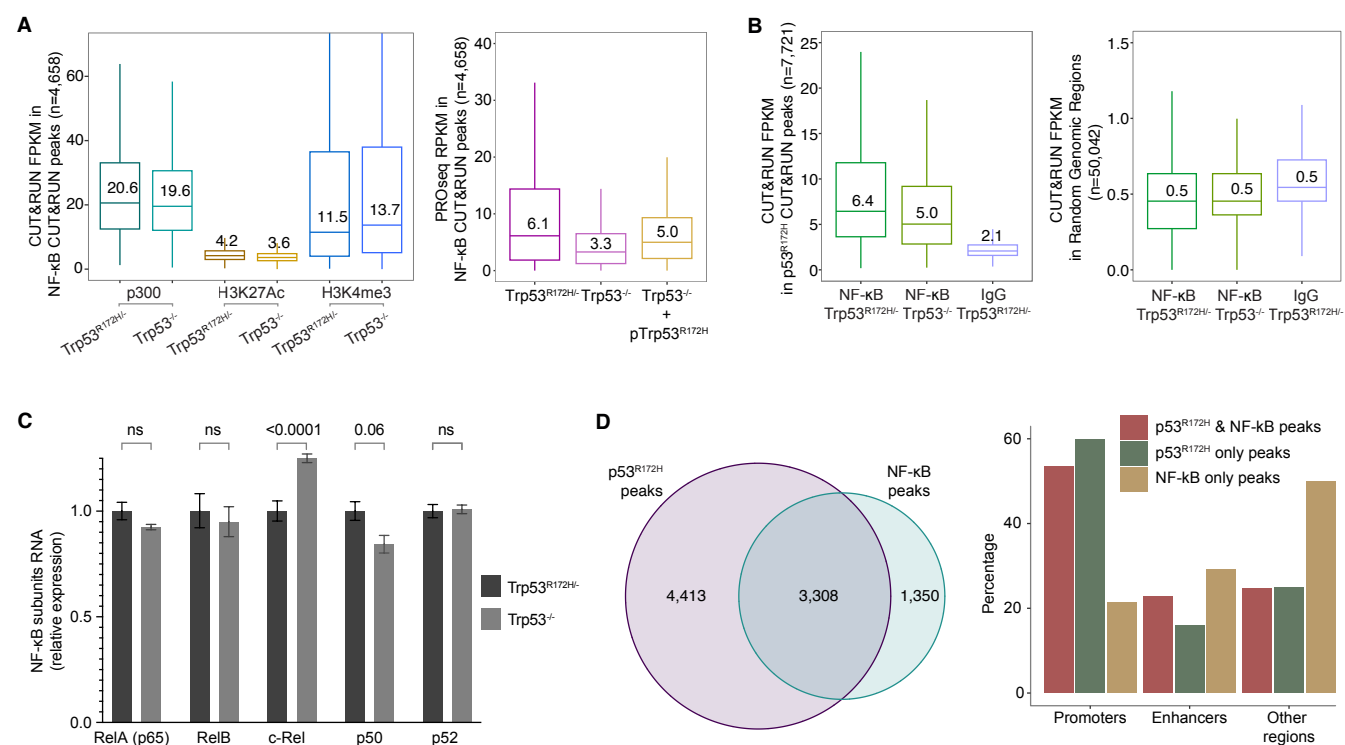 A
CUT&RUN FPKM in
NF-κB CUT&RUN peaks (n=4,658)
60
40
20
0
20.6
19.6
4.2
3.6
11.5
13.7
p300
H3K27Ac
H3K4me3
Trp53R172H/-
Trp53-/-
Trp53R172H/-
Trp53-/-
Trp53R172H/-
Trp53-/-
PROseq RPKM in
NF-κB CUT&RUN peaks (n=4,658)
40
30
20
10
0
6.1
3.3
5.0
Trp53R172H/-
Trp53-/-
Trp53-/-
+
pTrp53R172H
B
CUT&RUN FPKM
in p53R172H CUT&RUN peaks (n=7,721)
25
20
15
10
5
0
6.4
5.0
2.1
NF-κB
Trp53R172H/-
NF-κB
Trp53-/-
IgG
Trp53R172H/-
CUT&RUN FPKM
in Random Genomic Regions
(n=50,042)
1.5
1.0
0.5
0.0
0.5
0.5
0.5
NF-κB
Trp53R172H/-
NF-κB
Trp53-/-
IgG
Trp53R172H/-
C
NF-κB subunits RNA
(relative expression)
1.0
0.5
0.0
ns
ns
<0.0001
0.06
ns
RelA (p65)
RelB
c-Rel
p50
p52
Trp53R172H/-
Trp53-/-
D
p53R172H
peaks
NF-κB
peaks
4,413
3,308
1,350
Percentage
60
40
20
0
p53R172H & NF-kB peaks
p53R172H only peaks
NF-kB only peaks
Promoters
Enhancers
Other
regions